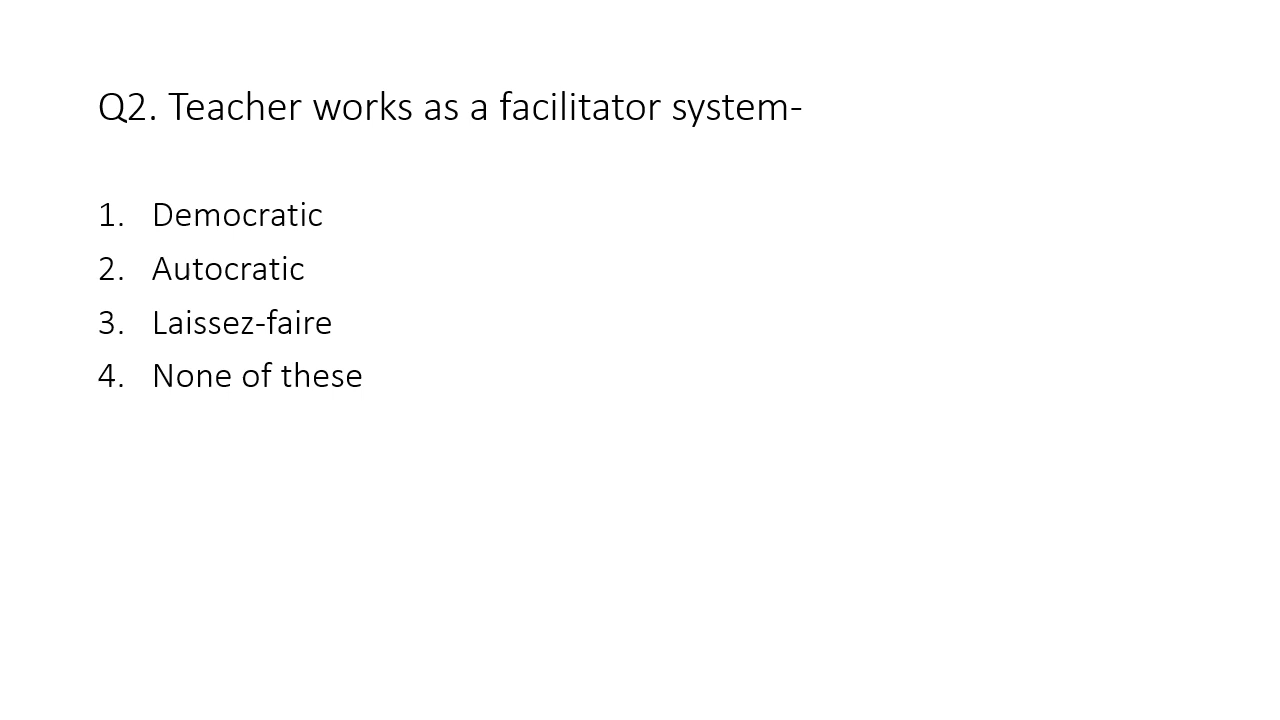 Q2. Teacher works as a facilitator system-
1. Democratic
2. Autocratic
3. Laissez-faire
4. None of these